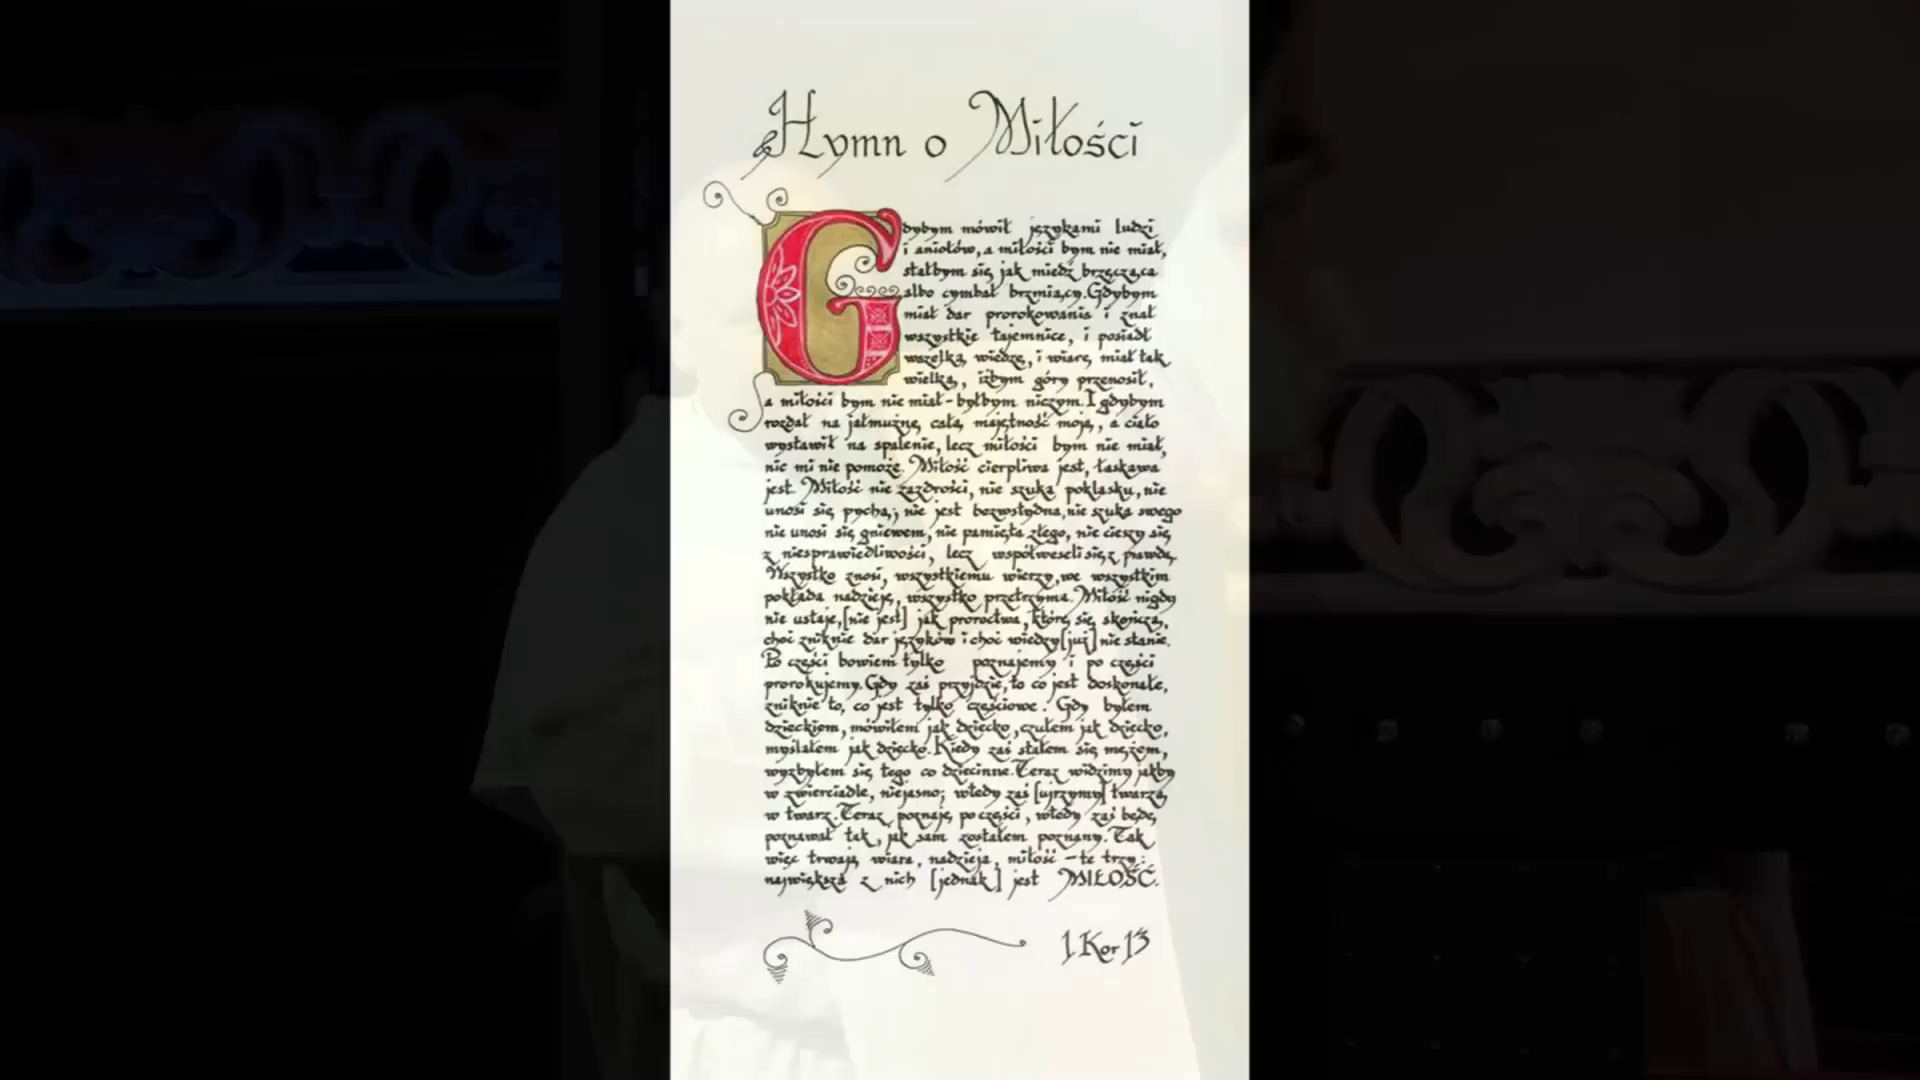 Hymn o Miłości
Gdybym mówił językami ludzi
i aniołów, a miłości bym nie miał,
stałbym się jak miedź brzęcząca
albo cymbał brzmiący. Gdybym
miał dar prorokowania i znał
wszystkie tajemnice, i posiadł
wszelką wiedzę, i wiarę miał tak
wielką, iżbym góry przenosił,
a miłości bym nie miał - byłbym niczym. I gdybym
rozdał na jałmużnę całą majętność moją, a ciało
wystawił na spalenie, lecz miłości bym nie miał,
nic mi nie pomoże. Miłość cierpliwa jest, łaskawa
jest. Miłość nie zazdrości, nie szuka poklasku, nie
unosi się pychą; nie jest bezwstydna, nie szuka swego
nie unosi się gniewem, nie pamięta złego, nie cieszy się
z niesprawiedliwości, lecz współweseli się z prawdą,
Wszystko znosi, wszystkiemu wierzy, we wszystkim
pokłada nadzieję, wszystko przetrzyma. Miłość nigdy
nie ustaje, [nie jest] jak proroctwa, które się skończą,
choć zniknie dar języków i choć wiedzy [już] nie stanie.
Po części bowiem tylko poznajemy i po części
prorokujemy. Gdy zaś przyjdzie, to co jest doskonałe,
zniknie to, co jest tylko częściowe. Gdy byłem
dzieckiem, mówiłem jak dziecko, czułem jak dziecko,
myślałem jak dziecko. Kiedy zaś stałem się mężem,
wyzbyłem się tego co dziecinne. Teraz widzimy jakby
w zwierciadle, niejasno; wtedy zaś [ujrzymy] twarzą
w twarz. Teraz poznaję po części, wtedy zaś będę
poznawał tak, jak sam zostałem poznany. Tak
więc trwają wiara, nadzieja, miłość - te trzy:
największa z nich [jednak] jest MIŁOŚĆ.
1 Kor 13